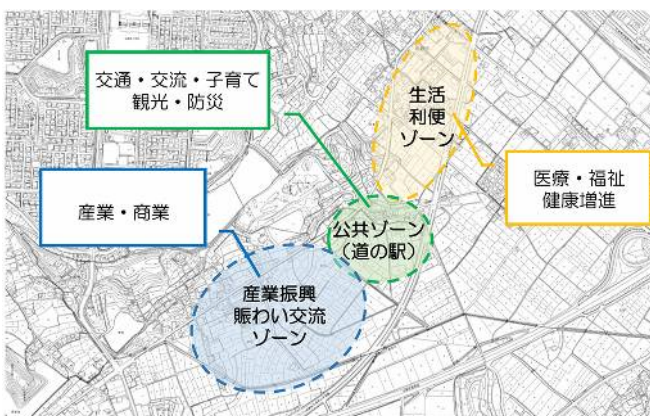 交通・交流・子育て
観光・防災
生活
利便
ゾーン
医療・福祉
健康増進
産業・商業
公共ゾーン
（道の駅）
産業振興
賑わい交流
ゾーン